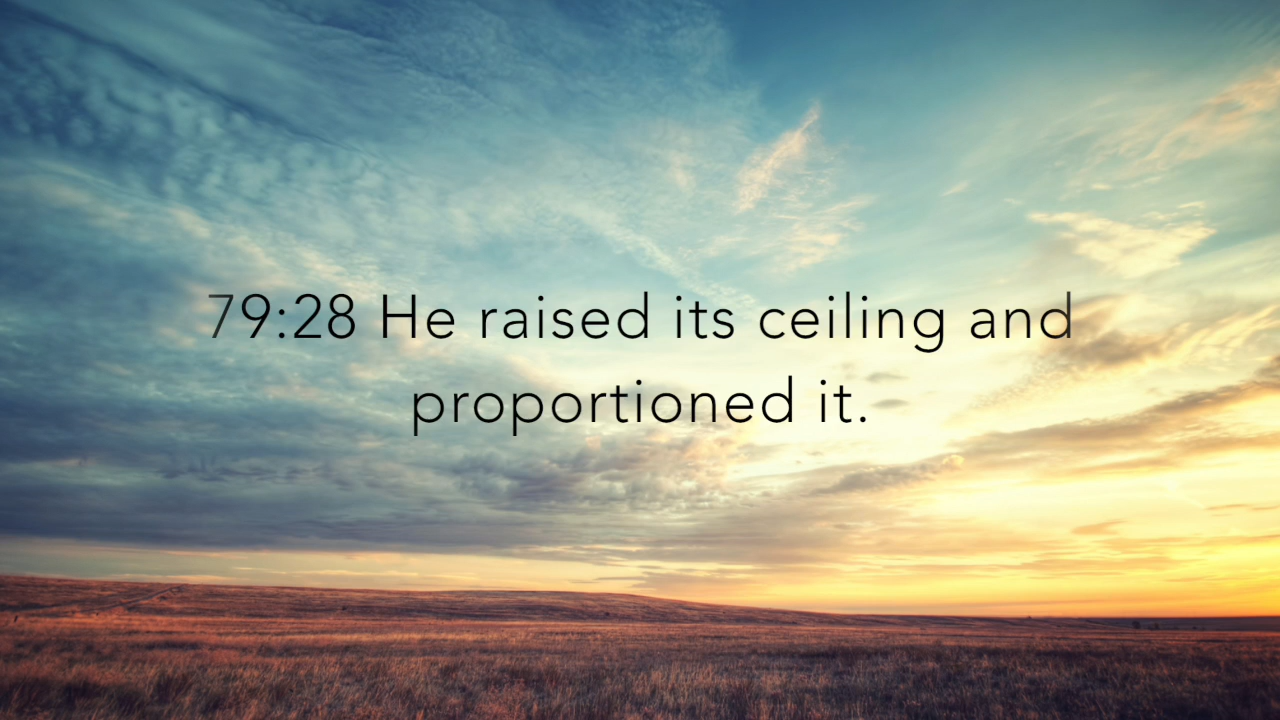 79:28 He raised its ceiling and
proportioned it.